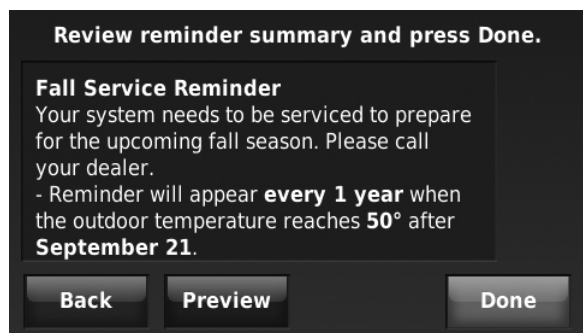 Review reminder summary and press Done.
Fall Service Reminder
Your system needs to be serviced to prepare
for the upcoming fall season. Please call
your dealer.
- Reminder will appear every 1 year when
the outdoor temperature reaches 50° after
September 21.
Back
Preview
Done